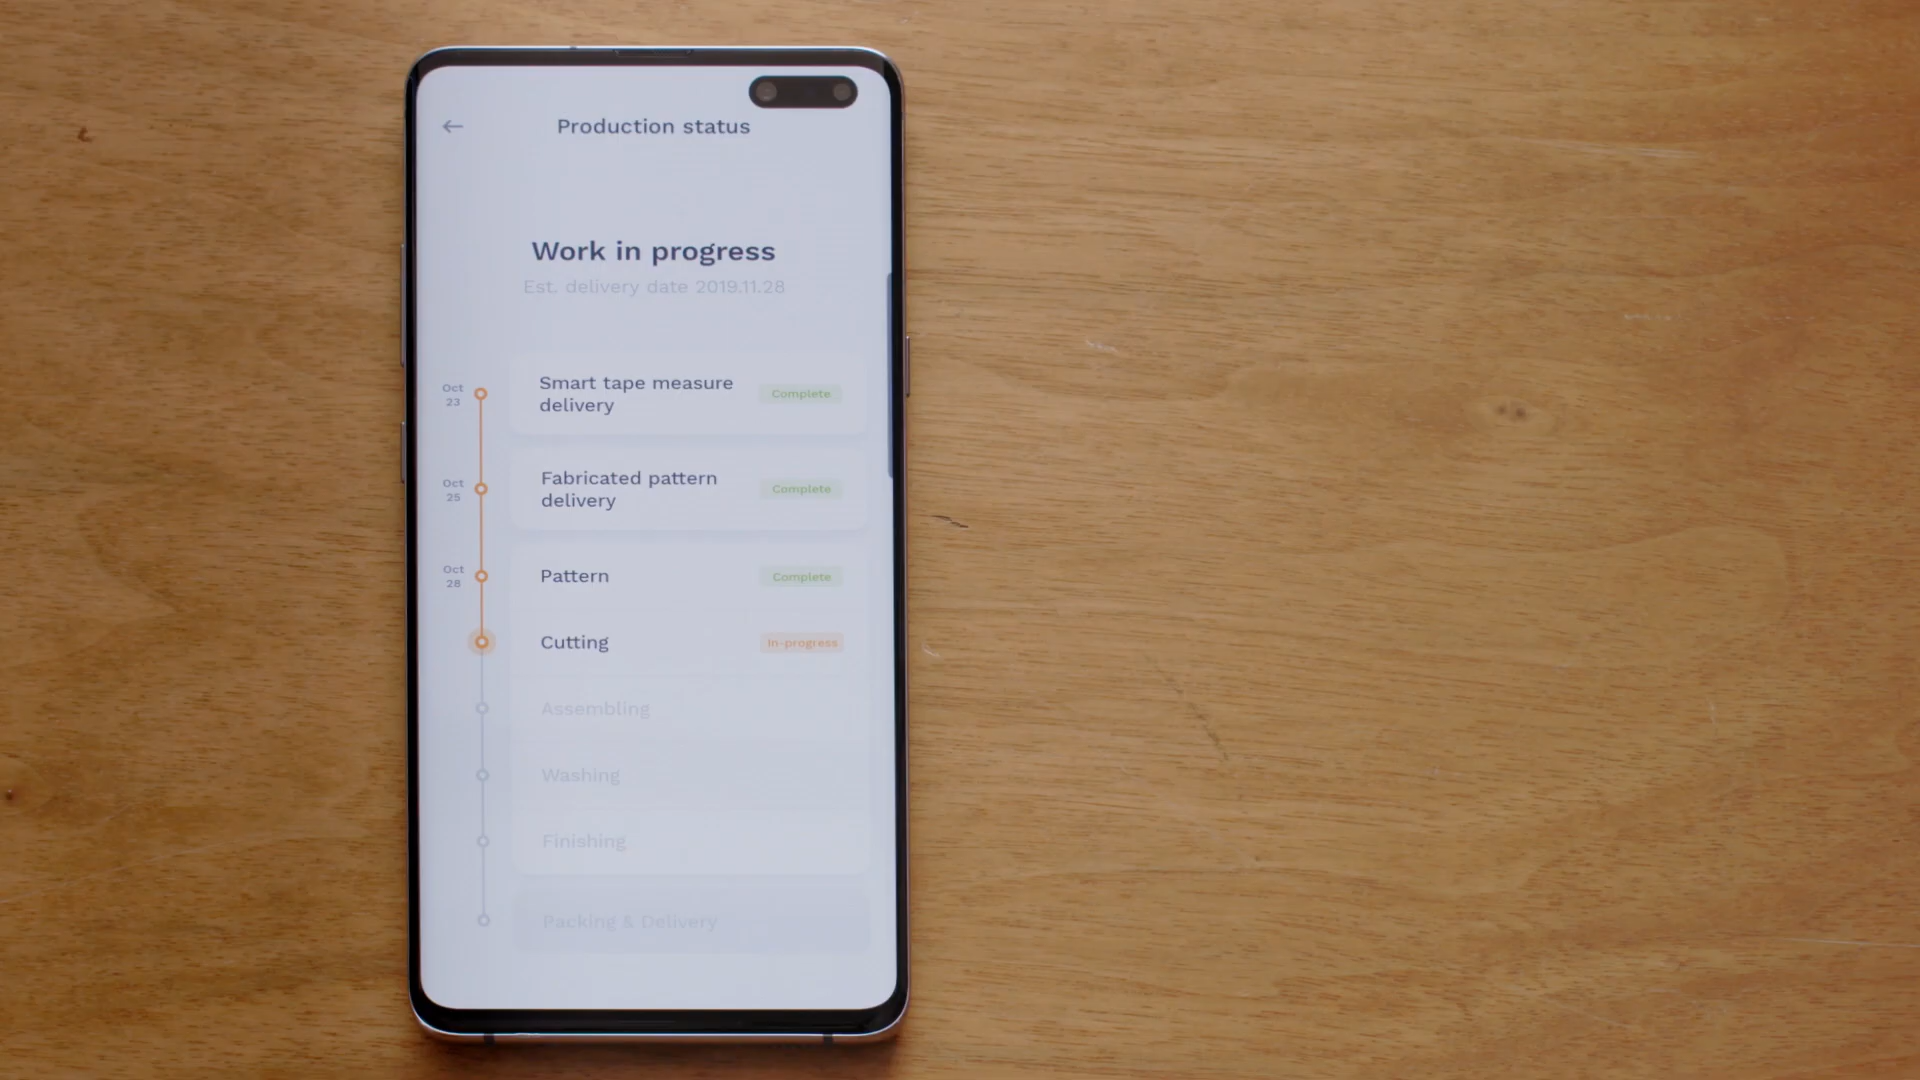 Production status
Work in progress
Est. delivery date 2019.11.28
Oct
23
Smart tape measure
delivery
Complete
Oct
25
Fabricated pattern
delivery
Complete
Oct
28
Pattern
Complete
Cutting
In-progress
Assembling
Washing
Finishing
Packing & Delivery